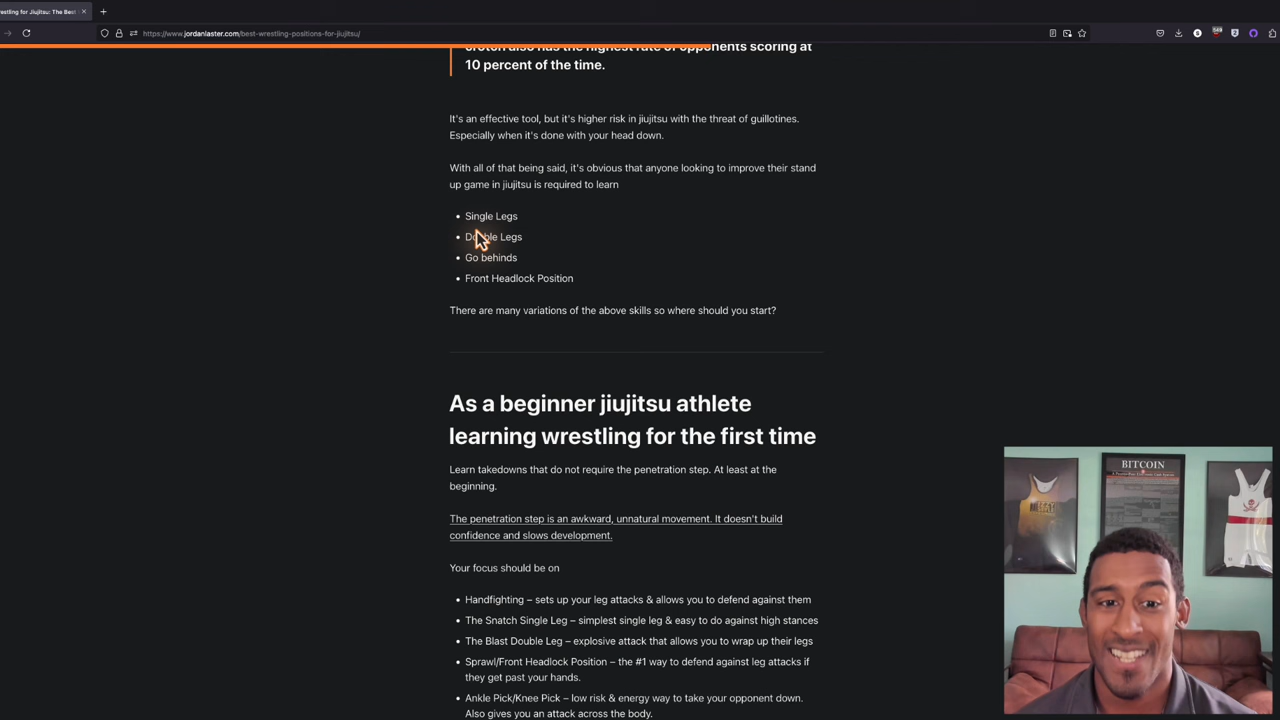 restling for Jiujitsu: The Best
https://www.jordanlaster.com/best-wrestling-positions-for-jiujitsu/
crotch also has the highest rate of opponents scoring at
10 percent of the time.
It's an effective tool, but it's higher risk in jiujitsu with the threat of guillotines.
Especially when it's done with your head down.
With all of that being said, it's obvious that anyone looking to improve their stand
up game in jiujitsu is required to learn
• Single Legs
• Double Legs
• Go behinds
• Front Headlock Position
There are many variations of the above skills so where should you start?
As a beginner jiujitsu athlete
learning wrestling for the first time
Learn takedowns that do not require the penetration step. At least at the
beginning.
The penetration step is an awkward, unnatural movement. It doesn't build
confidence and slows development.
Your focus should be on
• Handfighting – sets up your leg attacks & allows you to defend against them
• The Snatch Single Leg – simplest single leg & easy to do against high stances
• The Blast Double Leg – explosive attack that allows you to wrap up their legs
• Sprawl/Front Headlock Position – the #1 way to defend against leg attacks if
they get past your hands.
• Ankle Pick/Knee Pick – low risk & energy way to take your opponent down.
Also gives you an attack across the body.
BITCOIN